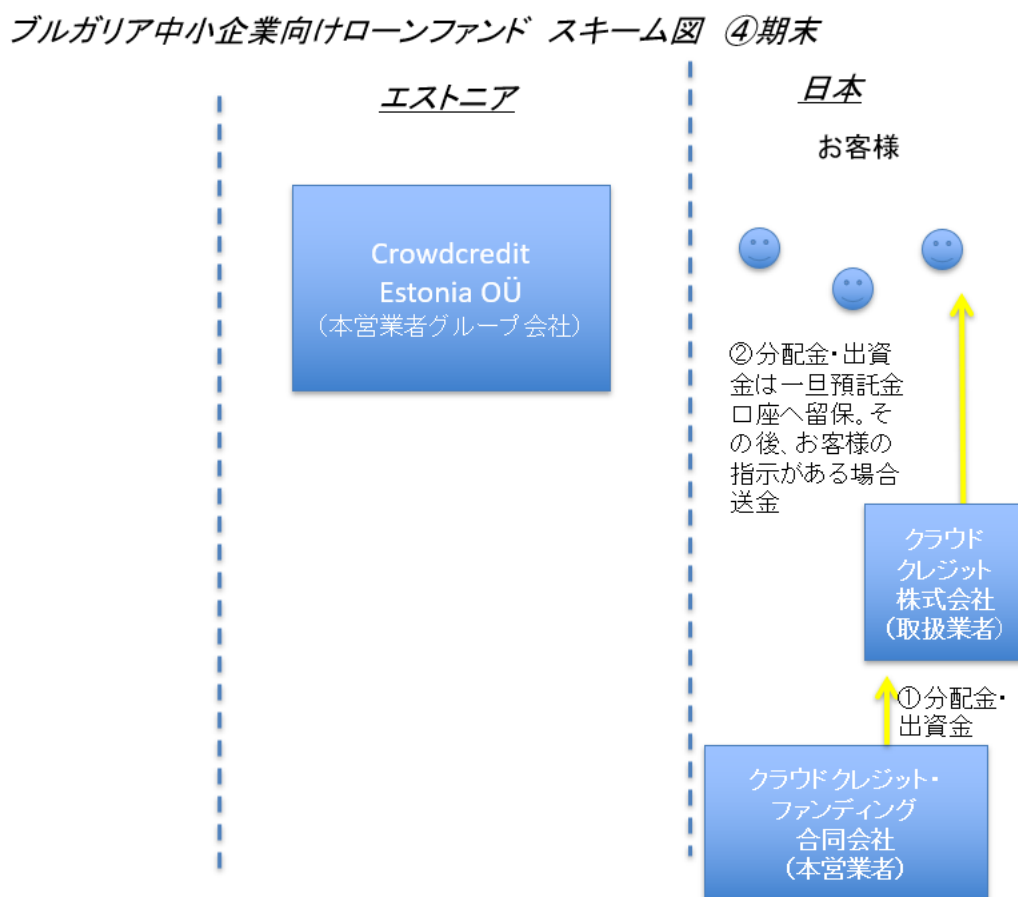 ブルガリア中小企業向けローンファンド スキーム図 ④期末
エストニア
日本
お客様
Crowdcredit
Estonia OÜ
（本営業者グループ会社）
②分配金・出資
金は一旦預託金
口座へ留保。そ
の後、お客様の
指示がある場合
送金
クラウド
クレジット
株式会社
（取扱業者）
①分配金・
出資金
クラウドクレジット・
ファンディング
合同会社
（本営業者）